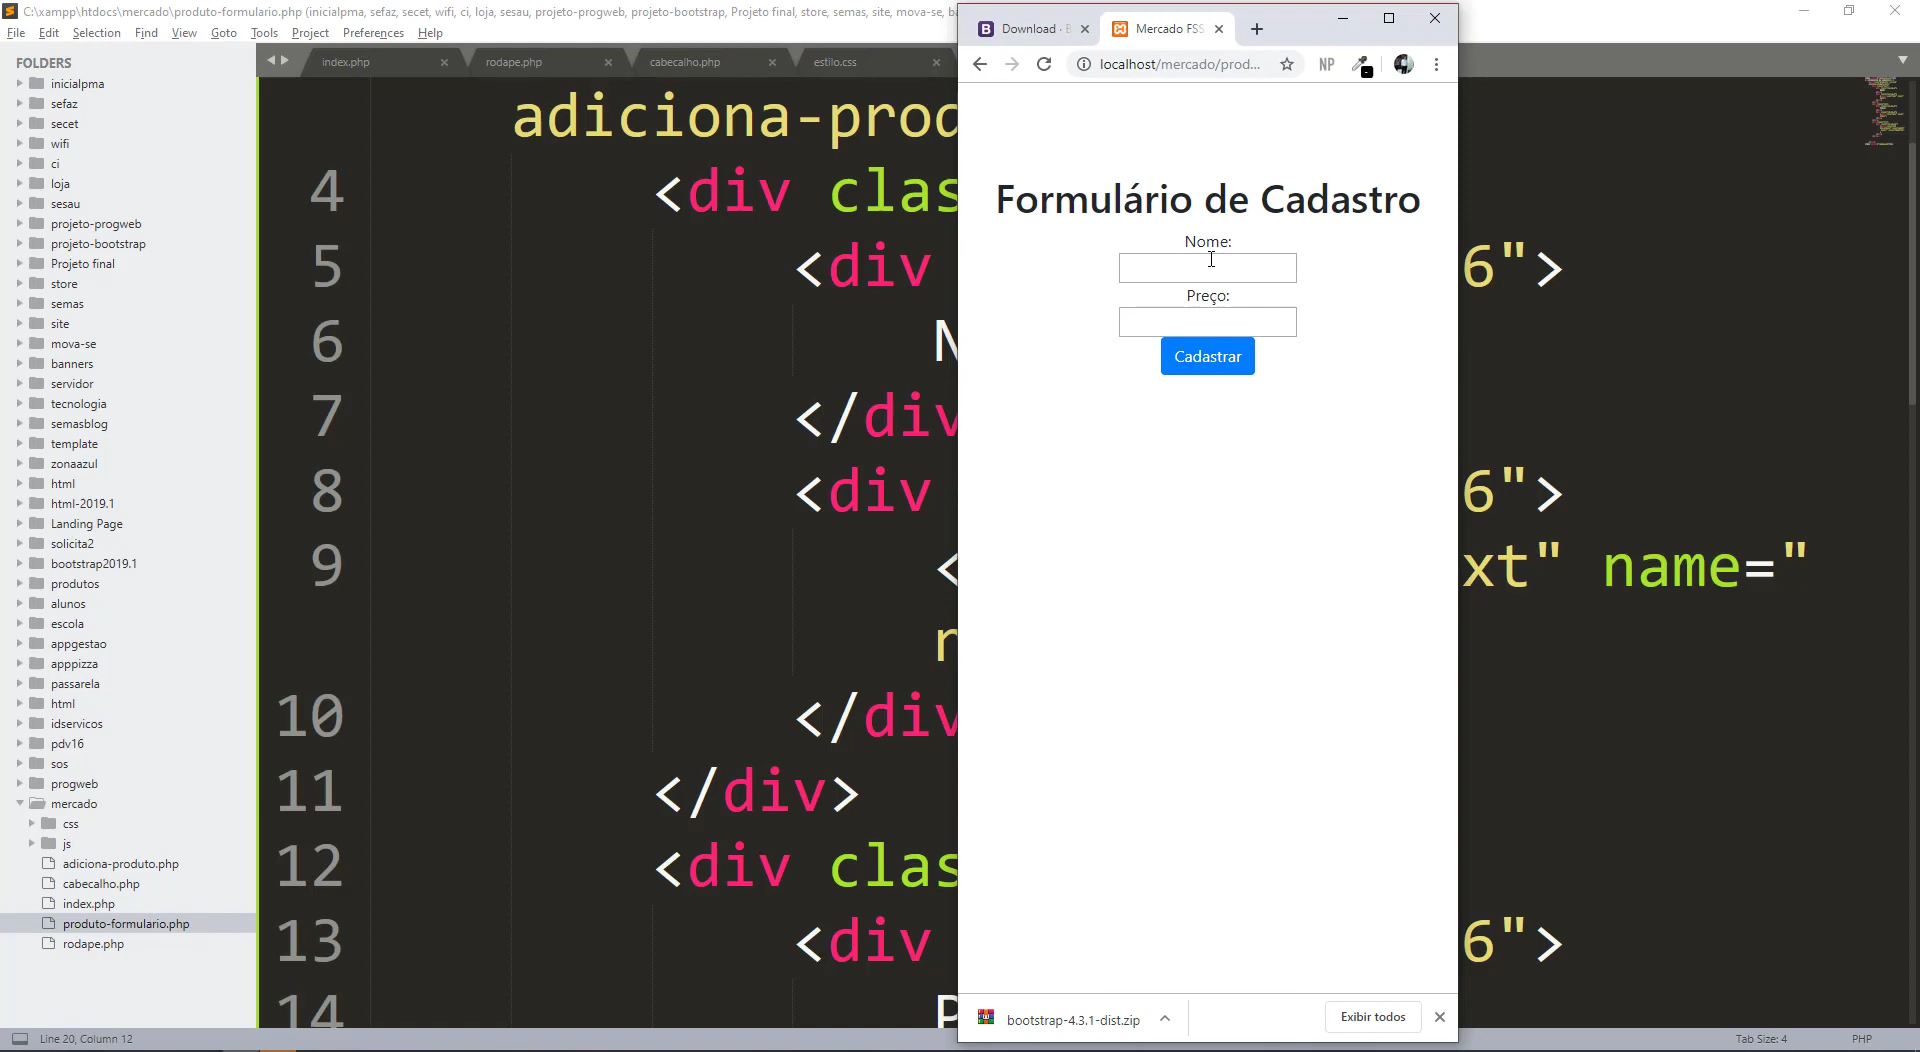 C:\xampp\htdocs\mercado\produto-formulario.php (inicialpma, sefaz, secet, wifi, ci, loja, sesau, projeto-progweb, projeto-bootstrap, Projeto final, store, semas, site, mova-se, ba
File Edit Selection Find View Goto Tools Project Preferences Help
FOLDERS
inicialpma
sefaz
secet
wifi
ci
loja
sesau
projeto-progweb
projeto-bootstrap
Projeto final
store
semas
site
mova-se
banners
servidor
tecnologia
semasblog
template
zonaazul
html
html-2019.1
Landing Page
solicita2
bootstrap2019.1
produtos
alunos
escola
appgestao
apppizza
passarela
html
idservicos
pdv16
sos
progweb
mercado
css
js
adiciona-produto.php
cabecalho.php
index.php
produto-formulario.php
rodape.php
index.php rodape.php cabecalho.php estilo.css
adiciona-prod
4 <div clas
5 <div 6">
6 N
7 </div
8 <div 6">
9 < xt" name="
n
10 </div
11 </div>
12 <div clas
13 <div 6">
14 P
Download · B Mercado FSS
localhost/mercado/prod... NP
Formulário de Cadastro
Nome:
Preço:
Cadastrar
bootstrap-4.3.1-dist.zip Exibir todos
Line 20, Column 12 Tab Size: 4 PHP